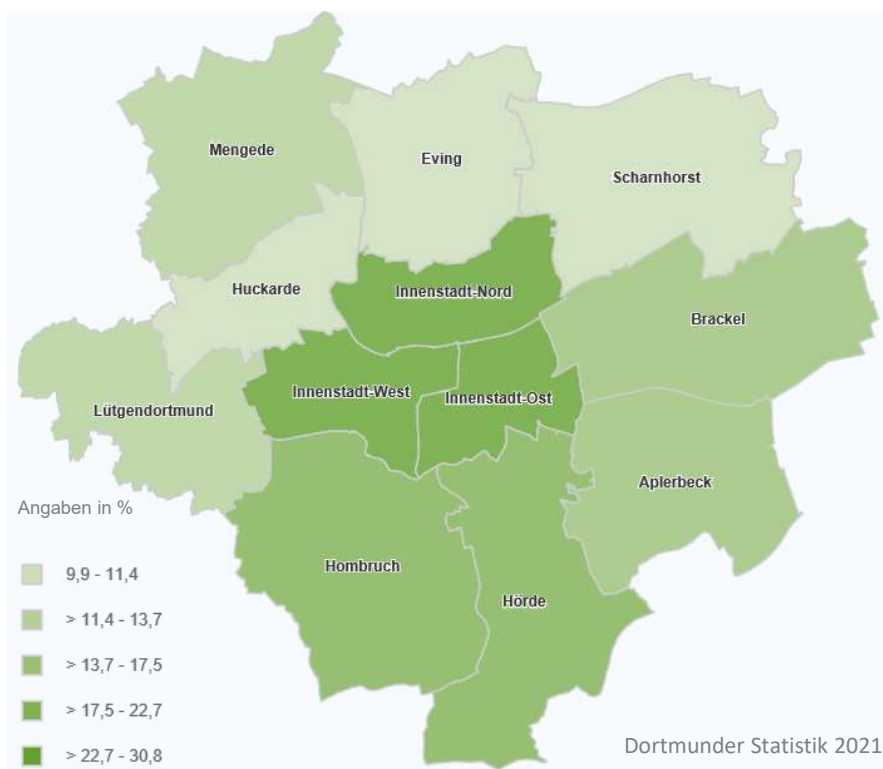 Mengede
Eving
Scharnhorst
Huckarde
Innenstadt-Nord
Brackel
Innenstadt-West
Innenstadt-Ost
Lütgendortmund
Aplerbeck
Hombruch
Hörde
Angaben in %
9,9 - 11,4
> 11,4 - 13,7
> 13,7 - 17,5
> 17,5 - 22,7
> 22,7 - 30,8
Dortmunder Statistik 2021